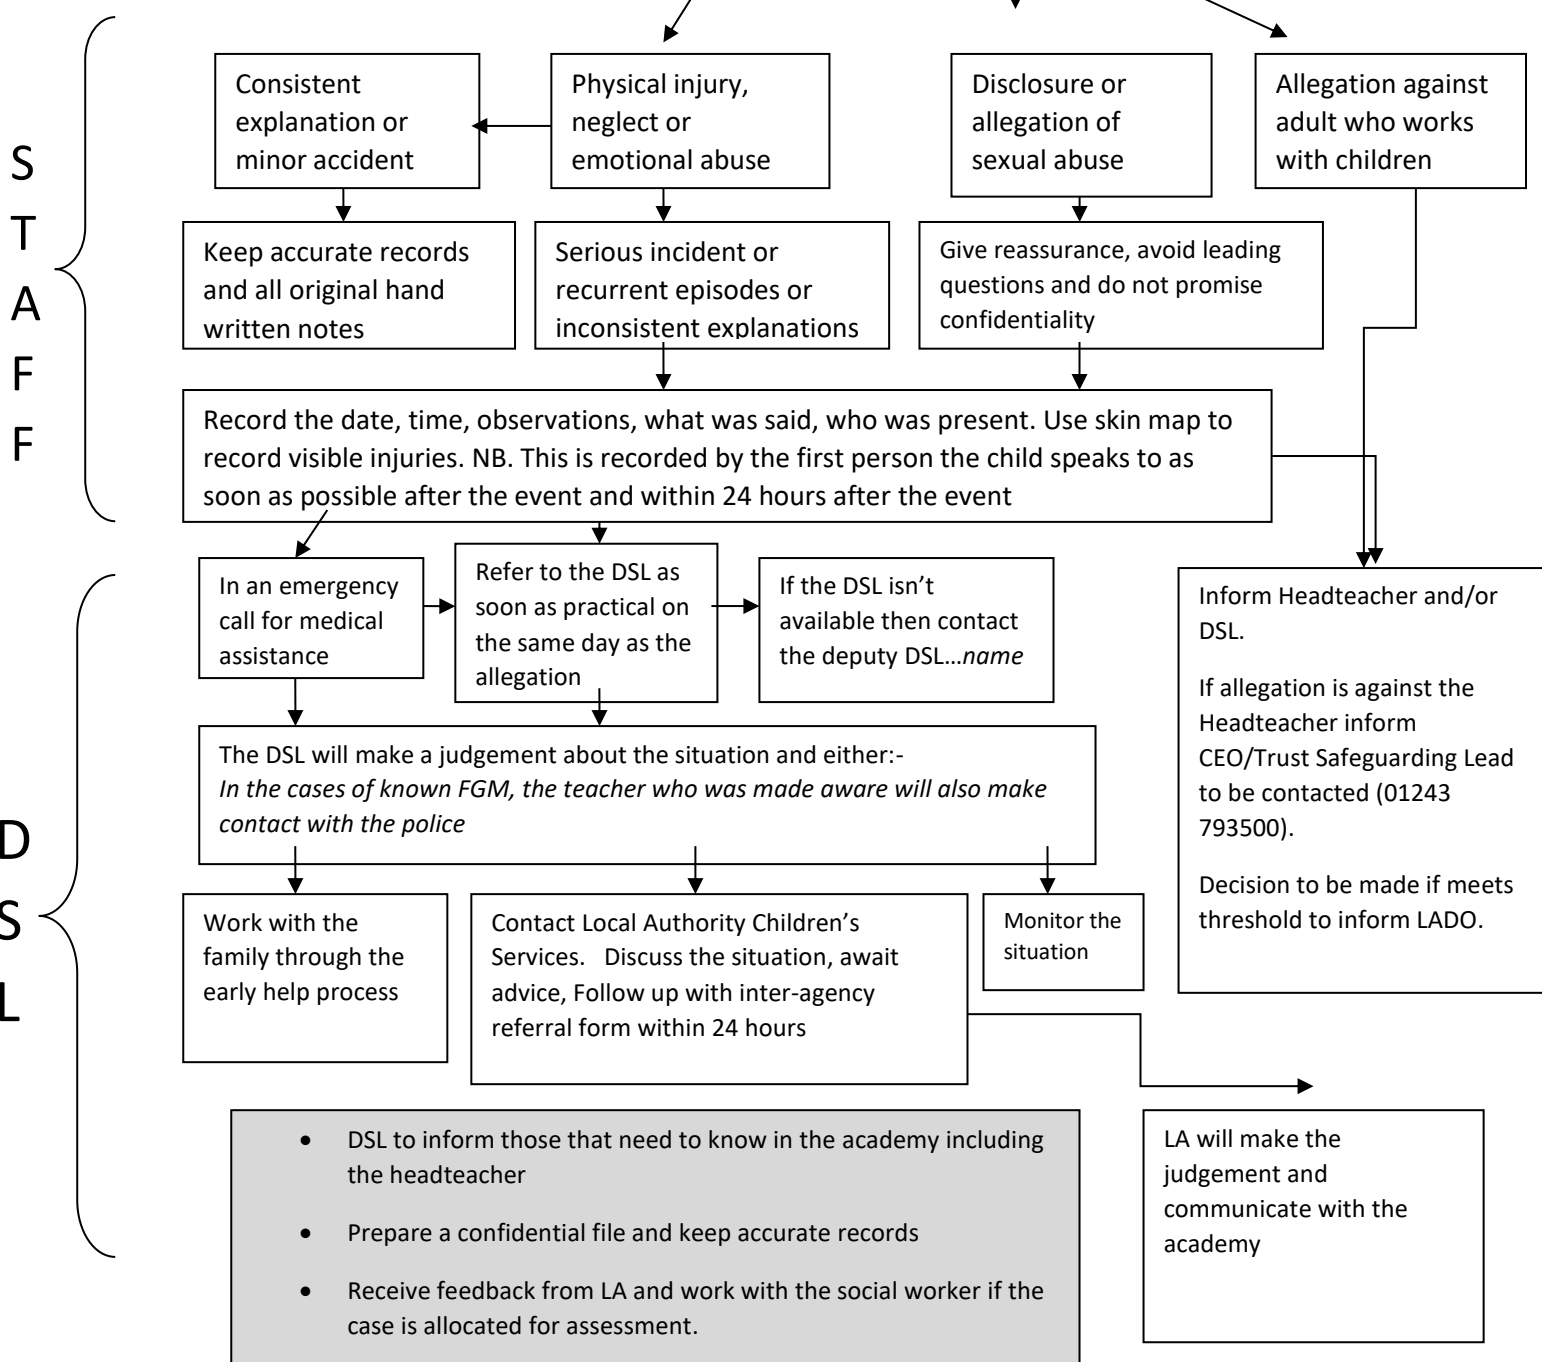 Consistent
explanation or
minor accident
Physical injury,
neglect or
emotional abuse
Disclosure or
allegation of
sexual abuse
Allegation against
adult who works
with children
S
T
A
F
F
Keep accurate records
and all original hand
written notes
Serious incident or
recurrent episodes or
inconsistent explanations
Give reassurance, avoid leading
questions and do not promise
confidentiality
Record the date, time, observations, what was said, who was present. Use skin map to
record visible injuries. NB. This is recorded by the first person the child speaks to as
soon as possible after the event and within 24 hours after the event
In an emergency
call for medical
assistance
Refer to the DSL as
soon as practical on
the same day as the
allegation
If the DSL isn’t
available then contact
the deputy DSL…name
Inform Headteacher and/or
DSL.
If allegation is against the
Headteacher inform
CEO/Trust Safeguarding Lead
to be contacted (01243
793500).
Decision to be made if meets
threshold to inform LADO.
The DSL will make a judgement about the situation and either:-
In the cases of known FGM, the teacher who was made aware will also make
contact with the police
D
S
L
Work with the
family through the
early help process
Contact Local Authority Children’s
Services.   Discuss the situation, await
advice, Follow up with inter-agency
referral form within 24 hours
Monitor the
situation
• DSL to inform those that need to know in the academy including
the headteacher
• Prepare a confidential file and keep accurate records
• Receive feedback from LA and work with the social worker if the
case is allocated for assessment.
LA will make the
judgement and
communicate with the
academy